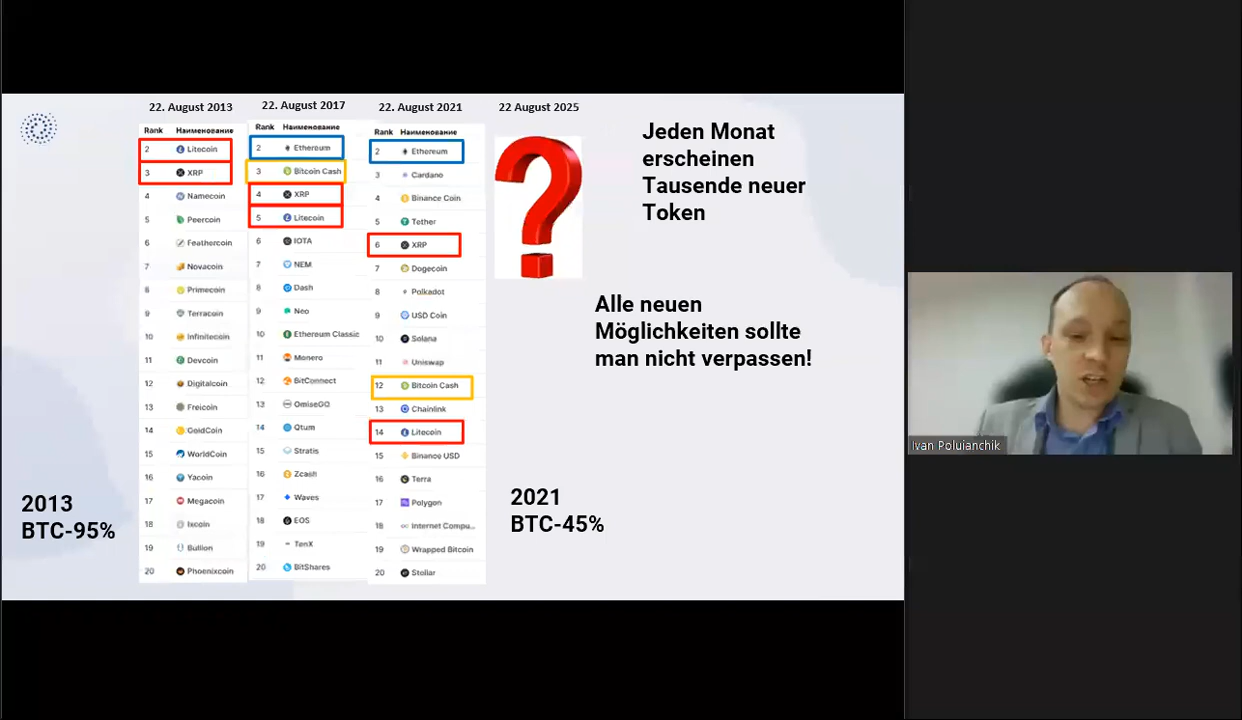 22. August 2013
Rank Наименование
2 Litecoin
3 XRP
4 Namecoin
5 Peercoin
6 Feathercoin
7 Novacoin
8 Primecoin
9 Terracoin
10 Infinitecoin
11 Devcoin
12 Digitalcoin
13 Freicoin
14 GoldCoin
15 WorldCoin
16 Yacoin
17 Megacoin
18 Ixcoin
19 Bullion
20 Phoenixcoin
22. August 2017
Rank Наименование
2 Ethereum
3 Bitcoin Cash
4 XRP
5 Litecoin
6 IOTA
7 NEM
8 Dash
9 Neo
10 Ethereum Classic
11 Monero
12 BitConnect
13 OmiseGO
14 Qtum
15 Stratis
16 Zcash
17 Waves
18 EOS
19 TenX
20 BitShares
22. August 2021
Rank Наименование
2 Ethereum
3 Cardano
4 Binance Coin
5 Tether
6 XRP
7 Dogecoin
8 Polkadot
9 USD Coin
10 Solana
11 Uniswap
12 Bitcoin Cash
13 Chainlink
14 Litecoin
15 Binance USD
16 Terra
17 Polygon
18 Internet Compu...
19 Wrapped Bitcoin
20 Stellar
22 August 2025
?
Jeden Monat
erscheinen
Tausende neuer
Token
Alle neuen
Möglichkeiten sollte
man nicht verpassen!
2013
BTC-95%
2021
BTC-45%
Ivan Poluianchik